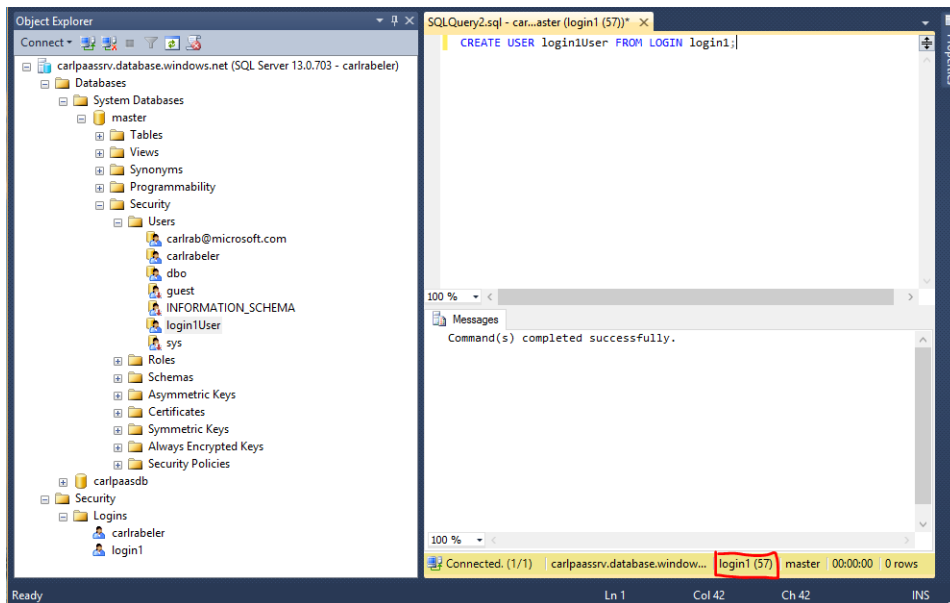 Object Explorer
Connect
carlpaassrv.database.windows.net (SQL Server 13.0.703 - carlrabeler)
Databases
System Databases
master
Tables
Views
Synonyms
Programmability
Security
Users
carlrab@microsoft.com
carlrabeler
dbo
guest
INFORMATION_SCHEMA
login1User
sys
Roles
Schemas
Asymmetric Keys
Certificates
Symmetric Keys
Always Encrypted Keys
Security Policies
carlpaasdb
Security
Logins
carlrabeler
login1
SQLQuery2.sql - car...aster (login1 (57))*
CREATE USER login1User FROM LOGIN login1;
100 %
Messages
Command(s) completed successfully.
100 %
Connected. (1/1) carlpaassrv.database.window... login1 (57) master 00:00:00 0 rows
Properties
Ready Ln 1 Col 42 Ch 42 INS